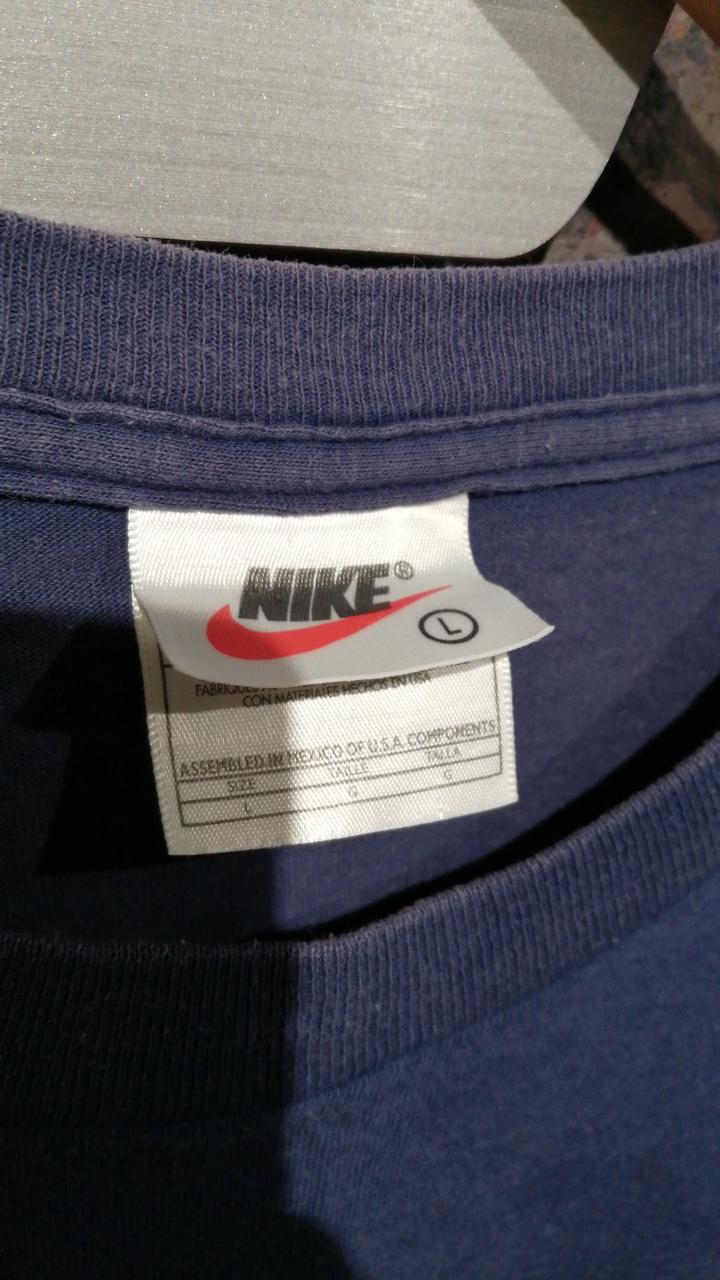 NIKE®
L
CON MATERIALES HECHOS EN USA
ASSEMBLED IN MEXICO OF U.S.A. COMPONENTS
SIZE TAILLE TALLA
L G G